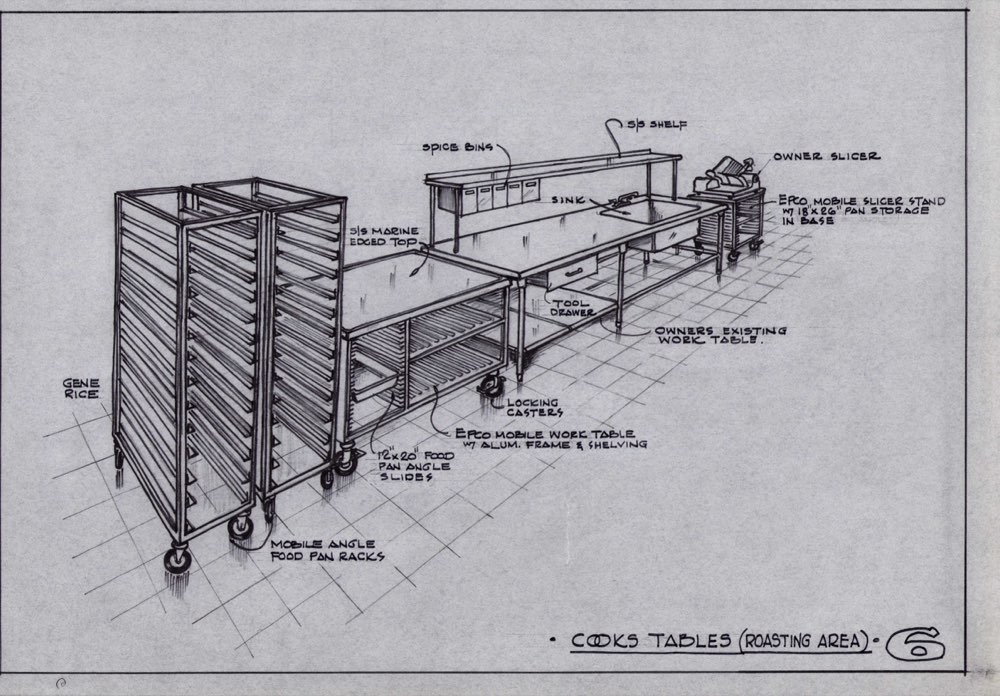 S/S SHELF
SPICE BINS
OWNER SLICER
SINK
EPCO MOBILE SLICER STAND
W/ 18"X26" PAN STORAGE
IN BASE
S/S MARINE
EDGED TOP
TOOL
DRAWER
OWNERS EXISTING
WORK TABLE.
GENE
RICE
LOCKING
CASTERS
EPCO MOBILE WORK TABLE
W/ ALUM. FRAME & SHELVING
12"X20" FOOD
PAN ANGLE
SLIDES
MOBILE ANGLE
FOOD PAN RACKS
• COOKS TABLES (ROASTING AREA) • 6